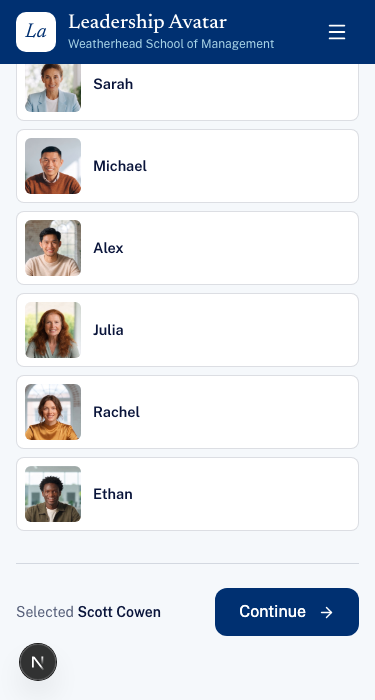 La
Leadership Avatar
Weatherhead School of Management
Sarah
Michael
Alex
Julia
Rachel
Ethan
Selected Scott Cowen
Continue →
N